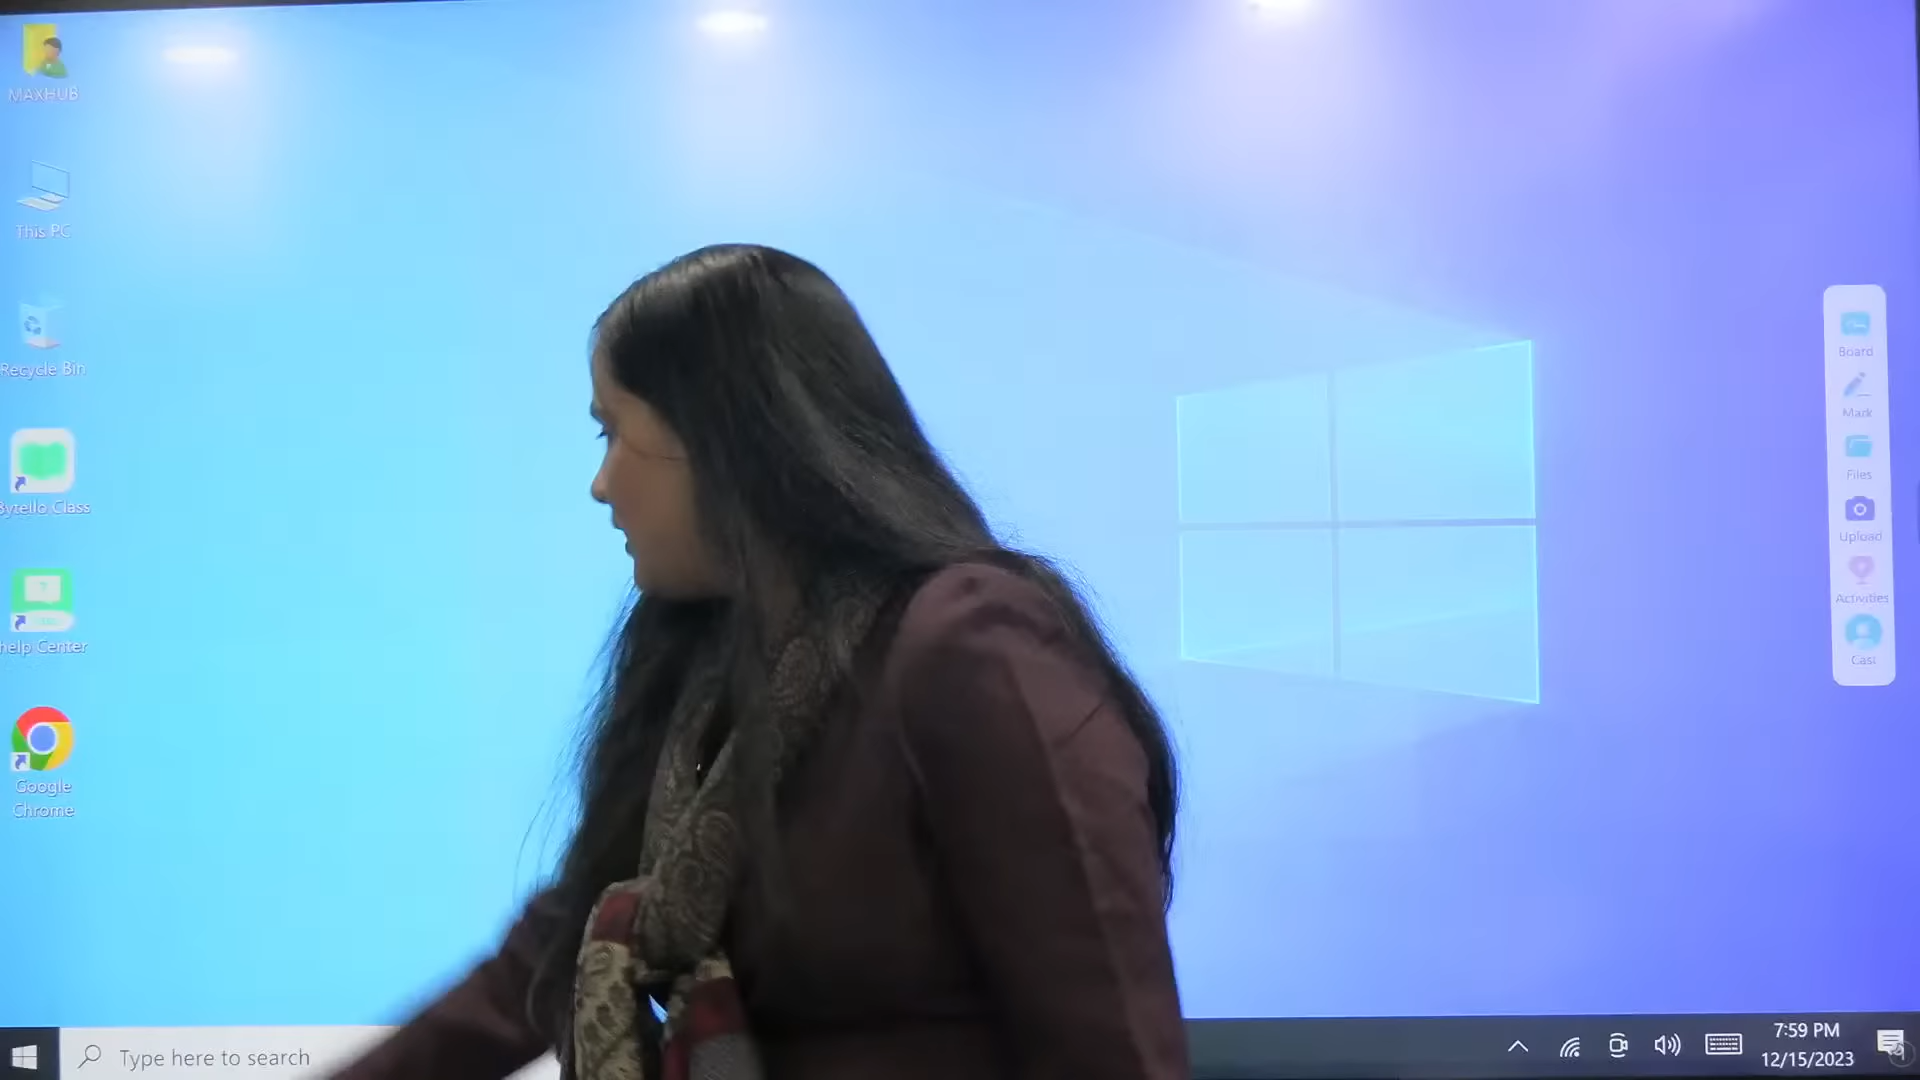 MAXHUB
This PC
Recycle Bin
Bytello Class
help Center
Google
Chrome
Board
Mark
Files
Upload
Activities
Cast
Type here to search
7:59 PM
12/15/2023